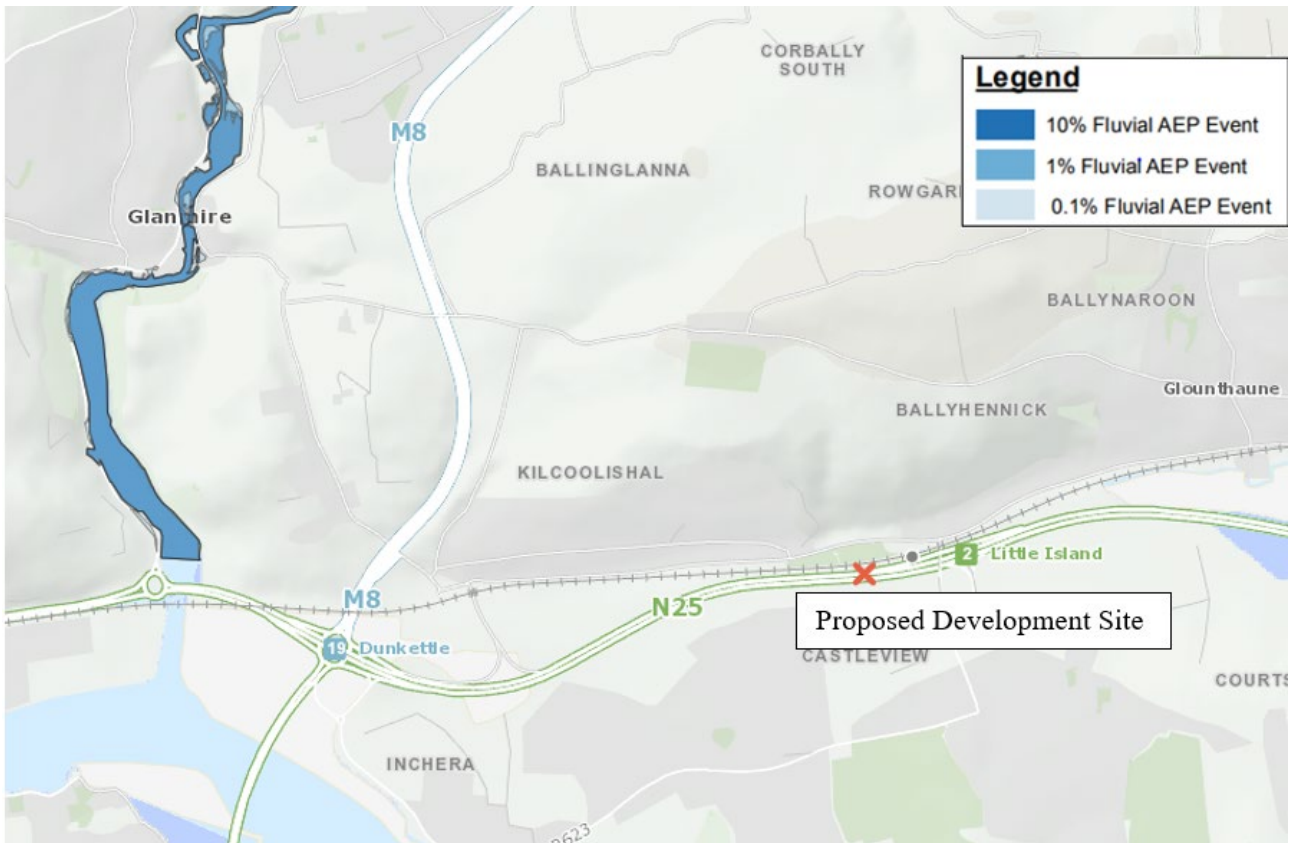 CORBALLY
SOUTH
Legend
10% Fluvial AEP Event
1% Fluvial AEP Event
0.1% Fluvial AEP Event
M8
BALLINGLANNA
ROWGAR
Glanmire
BALLYNAROON
Glounthaune
BALLYHENNICK
KILCOOLISHAL
2 Little Island
M8
N25
Proposed Development Site
19 Dunkettle
CASTLEVIEW
COURTS
INCHERA
R623